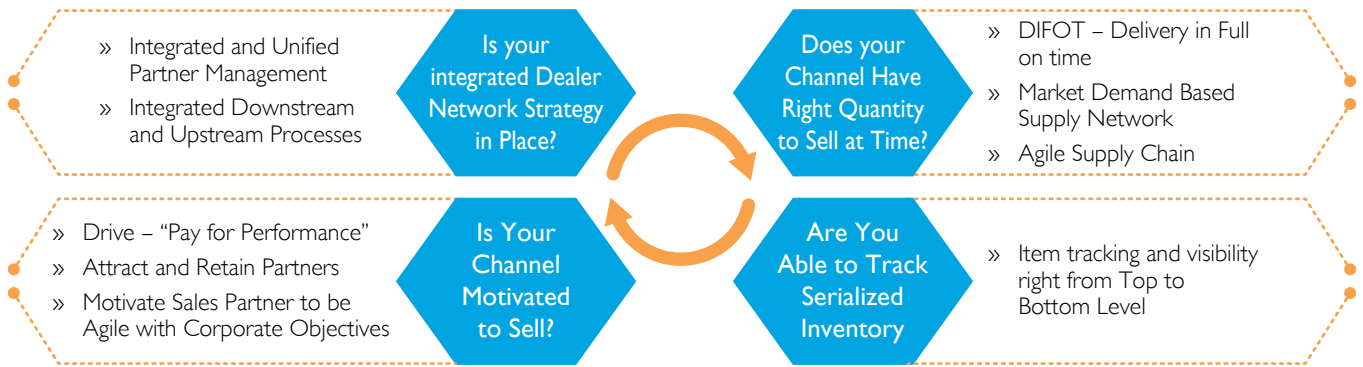 » Integrated and Unified
Partner Management
» Integrated Downstream
and Upstream Processes
Is your
integrated Dealer
Network Strategy
in Place?
Does your
Channel Have
Right Quantity
to Sell at Time?
» DIFOT – Delivery in Full
on time
» Market Demand Based
Supply Network
» Agile Supply Chain
» Drive – “Pay for Performance”
» Attract and Retain Partners
» Motivate Sales Partner to be
Agile with Corporate Objectives
Is Your
Channel
Motivated
to Sell?
Are You
Able to Track
Serialized
Inventory
» Item tracking and visibility
right from Top to
Bottom Level